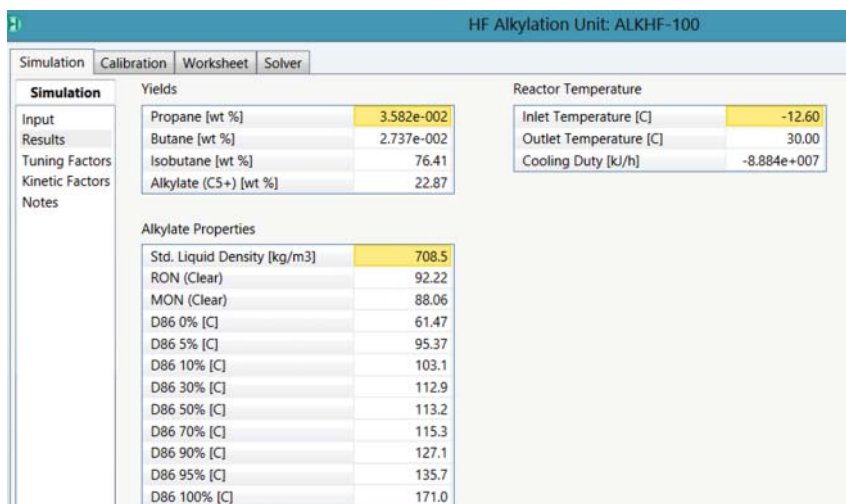 HF Alkylation Unit: ALKHF-100
Simulation Calibration Worksheet Solver
Simulation
Input
Results
Tuning Factors
Kinetic Factors
Notes
Yields
Propane [wt %] 3.582e-002
Butane [wt %] 2.737e-002
Isobutane [wt %] 76.41
Alkylate (C5+) [wt %] 22.87
Reactor Temperature
Inlet Temperature [C] -12.60
Outlet Temperature [C] 30.00
Cooling Duty [kJ/h] -8.884e+007
Alkylate Properties
Std. Liquid Density [kg/m3] 708.5
RON (Clear) 92.22
MON (Clear) 88.06
D86 0% [C] 61.47
D86 5% [C] 95.37
D86 10% [C] 103.1
D86 30% [C] 112.9
D86 50% [C] 113.2
D86 70% [C] 115.3
D86 90% [C] 127.1
D86 95% [C] 135.7
D86 100% [C] 171.0